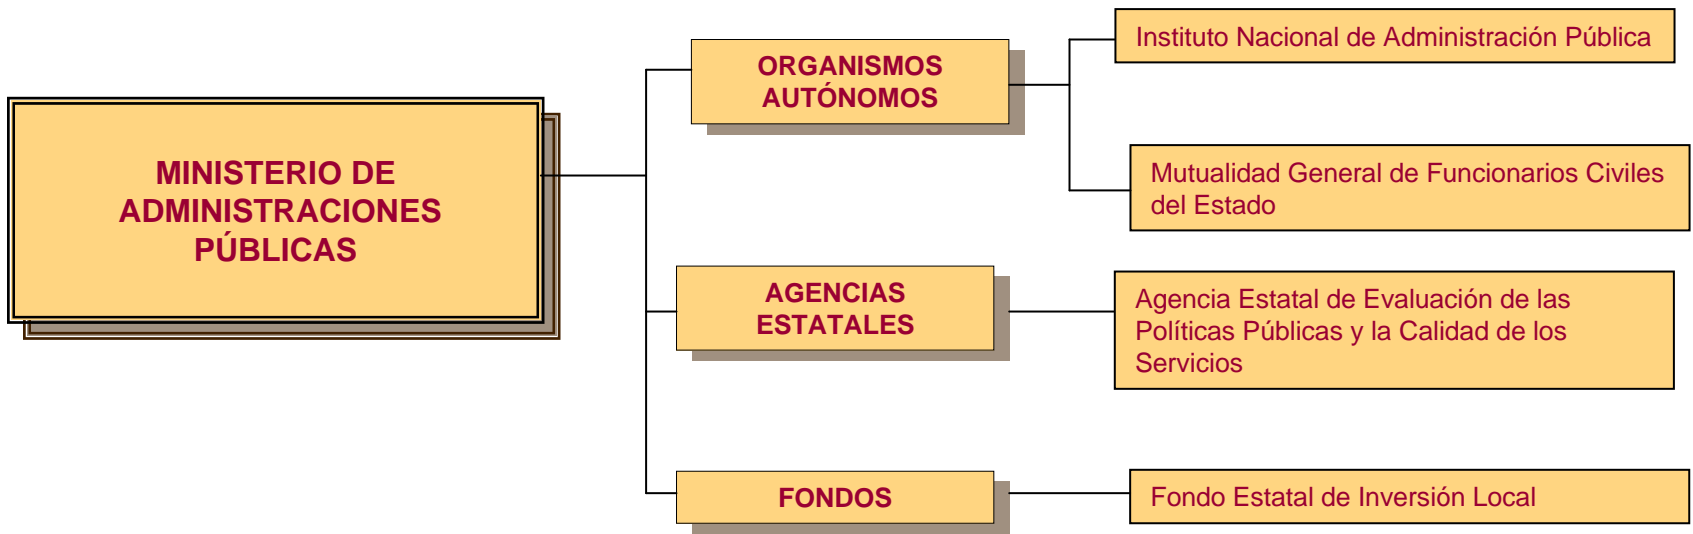 MINISTERIO DE
ADMINISTRACIONES
PÚBLICAS
ORGANISMOS
AUTÓNOMOS
Instituto Nacional de Administración Pública
Mutualidad General de Funcionarios Civiles
del Estado
AGENCIAS
ESTATALES
Agencia Estatal de Evaluación de las
Políticas Públicas y la Calidad de los
Servicios
FONDOS
Fondo Estatal de Inversión Local